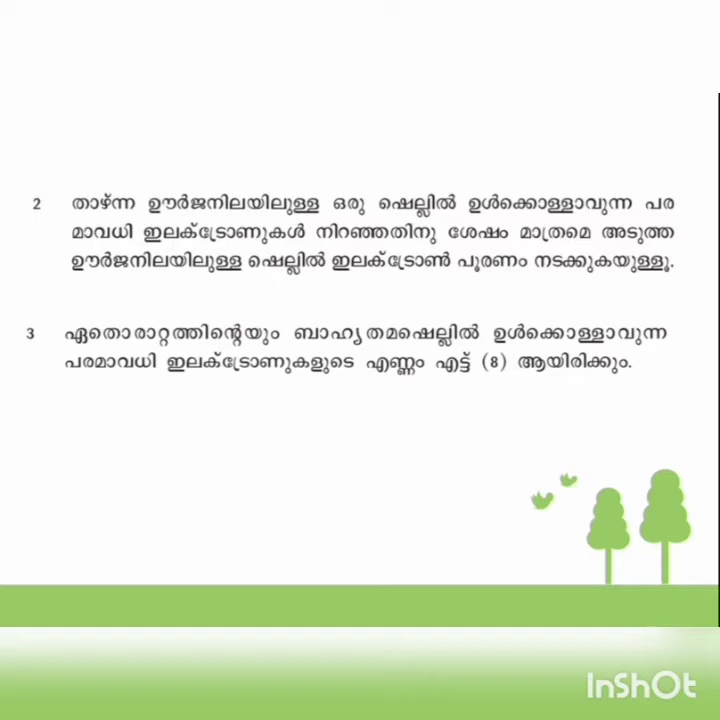 2 താഴ്ന്ന ഊർജനിലയിലുള്ള ഒരു ഷെല്ലിൽ ഉൾക്കൊള്ളാവുന്ന പര
മാവധി ഇലക്ട്രോണുകൾ നിറഞ്ഞതിനു ശേഷം മാത്രമെ അടുത്ത
ഊർജനിലയിലുള്ള ഷെല്ലിൽ ഇലക്ട്രോൺ പൂരണം നടക്കുകയുള്ളൂ.
3 ഏതൊരാറ്റത്തിന്റെയും ബാഹ്യതമഷെല്ലിൽ ഉൾക്കൊള്ളാവുന്ന
പരമാവധി ഇലക്ട്രോണുകളുടെ എണ്ണം എട്ട് (8) ആയിരിക്കും.
InShOt